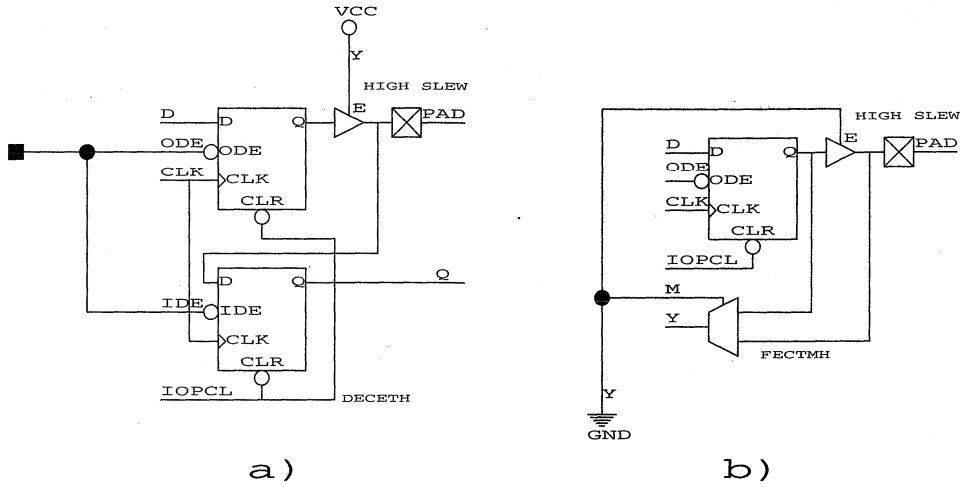 VCC
Y
HIGH SLEW
E
D
D
Q
PAD
ODE
ODE
CLK
CLK
CLR
D
Q
Q
IDE
IDE
CLK
CLR
IOPCL
DECETH
a)
HIGH SLEW
E
D
D
Q
PAD
ODE
ODE
CLK
CLK
CLR
IOPCL
M
Y
FECTMH
Y
GND
b)